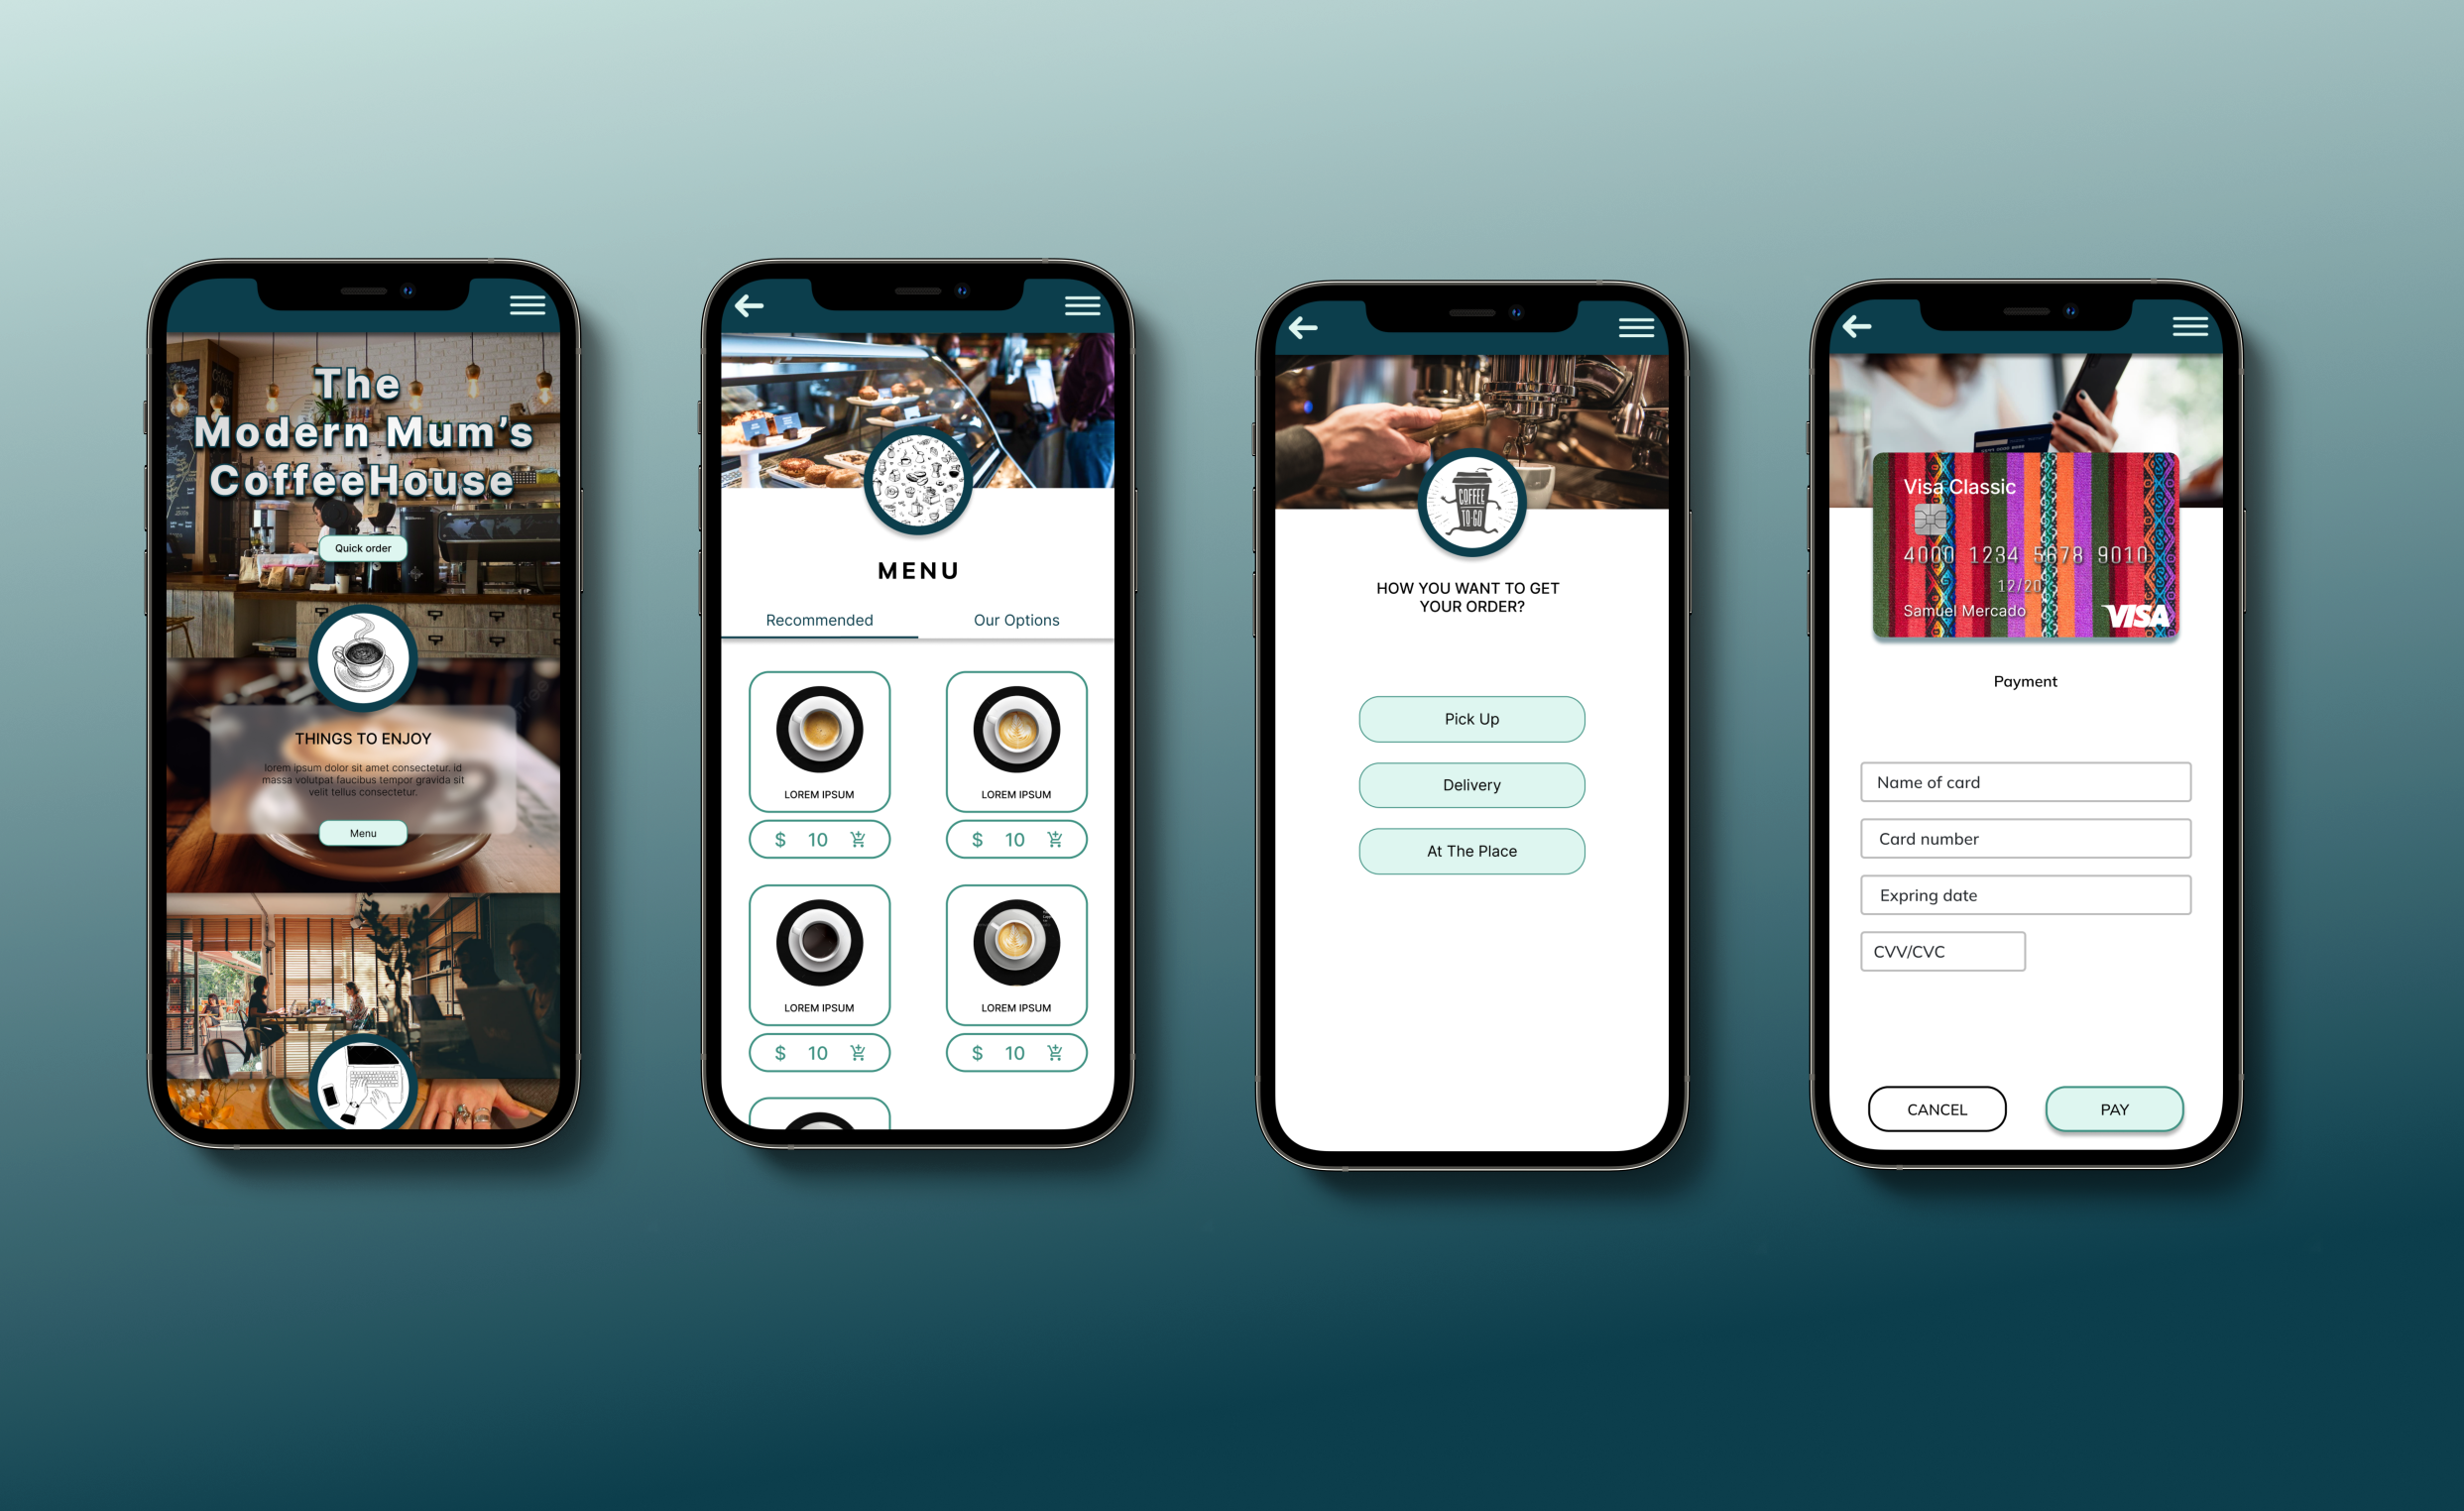 The
Modern Mum's
CoffeeHouse
Quick order
THINGS TO ENJOY
lorem ipsum dolor sit amet consectetur. id
massa volutpat faucibus tempor gravida sit
velit tellus consectetur.
Menu
MENU
Recommended
Our Options
LOREM IPSUM
LOREM IPSUM
$ 10
$ 10
LOREM IPSUM
LOREM IPSUM
$ 10
$ 10
COFFEE
TO-GO
HOW YOU WANT TO GET
YOUR ORDER?
Pick Up
Delivery
At The Place
Visa Classic
4000 1234 5678 9010
12/20
Samuel Mercado
VISA
Payment
Name of card
Card number
Expring date
CVV/CVC
CANCEL
PAY